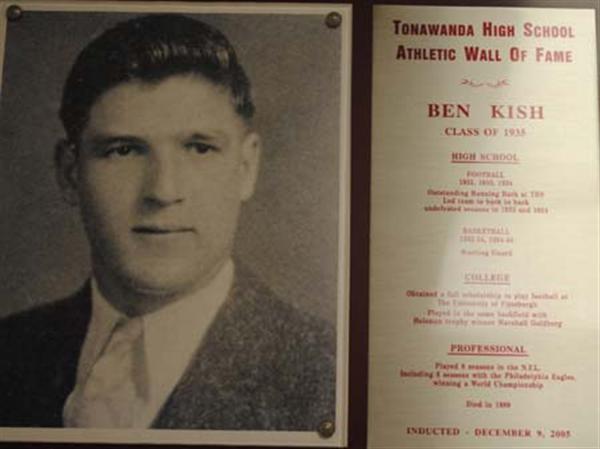 TONAWANDA HIGH SCHOOL
ATHLETIC WALL OF FAME
BEN KISH
CLASS OF 1935
HIGH SCHOOL
FOOTBALL
1932, 1933, 1934
Outstanding Running Back at THS
Led team to back to back
undefeated seasons in 1933 and 1934
BASKETBALL
Starting Guard
COLLEGE
Obtained a full scholarship to play football at
The University of Pittsburgh
Played in the same backfield with
Heisman trophy winner Marshall Goldberg
PROFESSIONAL
Played 8 seasons in the N.F.L.
Including 8 seasons with the Philadelphia Eagles,
winning a World Championship
Died in 1989
INDUCTED - DECEMBER 9, 2005